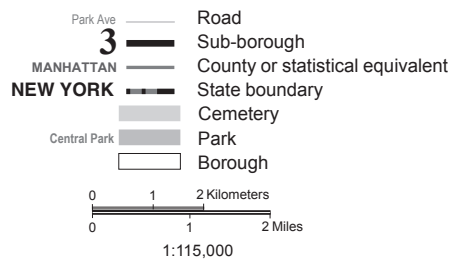 Park Ave Road
3 Sub-borough
MANHATTAN County or statistical equivalent
NEW YORK State boundary
Cemetery
Central Park Park
Borough
0 1 2 Kilometers
0 1 2 Miles
1:115,000